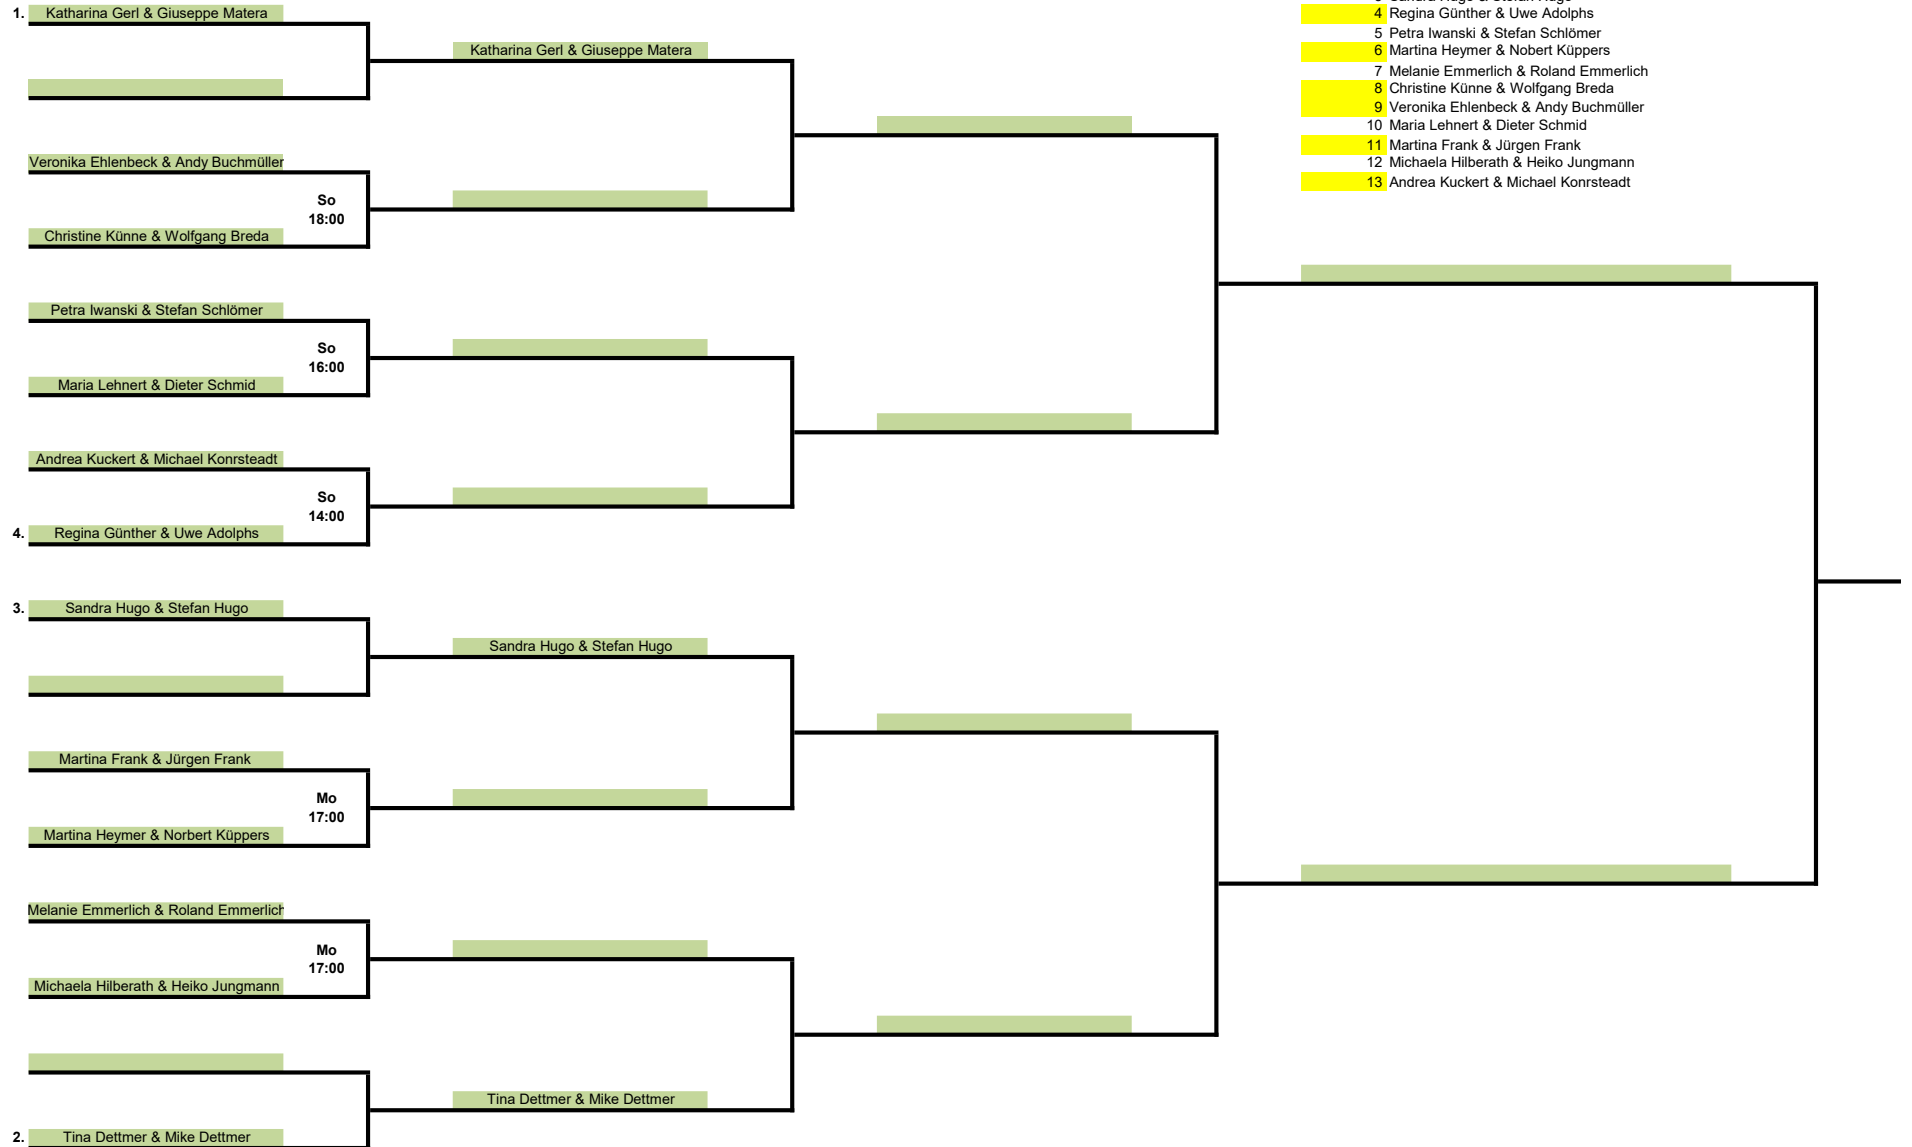 1. Katharina Gerl & Giuseppe Matera
Katharina Gerl & Giuseppe Matera
Veronika Ehlenbeck & Andy Buchmüller
So
18:00
Christine Künne & Wolfgang Breda
Petra Iwanski & Stefan Schlömer
So
16:00
Maria Lehnert & Dieter Schmid
Andrea Kuckert & Michael Konrsteadt
So
14:00
4. Regina Günther & Uwe Adolphs
3. Sandra Hugo & Stefan Hugo
Sandra Hugo & Stefan Hugo
Martina Frank & Jürgen Frank
Mo
17:00
Martina Heymer & Norbert Küppers
Melanie Emmerlich & Roland Emmerlich
Mo
17:00
Michaela Hilberath & Heiko Jungmann
Tina Dettmer & Mike Dettmer
2. Tina Dettmer & Mike Dettmer
3 Sandra Hugo & Stefan Hugo
4 Regina Günther & Uwe Adolphs
5 Petra Iwanski & Stefan Schlömer
6 Martina Heymer & Nobert Küppers
7 Melanie Emmerlich & Roland Emmerlich
8 Christine Künne & Wolfgang Breda
9 Veronika Ehlenbeck & Andy Buchmüller
10 Maria Lehnert & Dieter Schmid
11 Martina Frank & Jürgen Frank
12 Michaela Hilberath & Heiko Jungmann
13 Andrea Kuckert & Michael Konrsteadt